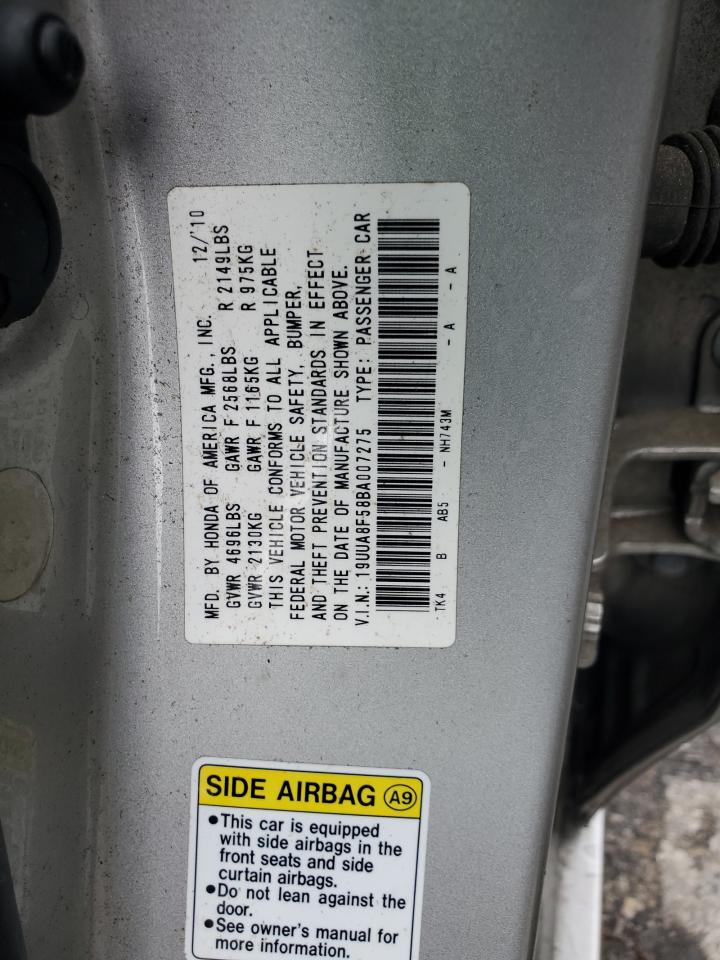 MFD. BY HONDA OF AMERICA MFG., INC. 12/'10
GVWR 4696LBS GAWR F 2568LBS R 2149LBS
GVWR 2130KG GAWR F 1165KG R 975KG
THIS VEHICLE CONFORMS TO ALL APPLICABLE
FEDERAL MOTOR VEHICLE SAFETY, BUMPER,
AND THEFT PREVENTION STANDARDS IN EFFECT
ON THE DATE OF MANUFACTURE SHOWN ABOVE.
V.I.N.: 19UUA8F58BA007275 TYPE: PASSENGER CAR
TK4 B AB5 - NH743M - A - A
SIDE AIRBAG A9
•This car is equipped
with side airbags in the
front seats and side
curtain airbags.
•Do not lean against the
door.
•See owner's manual for
more information.